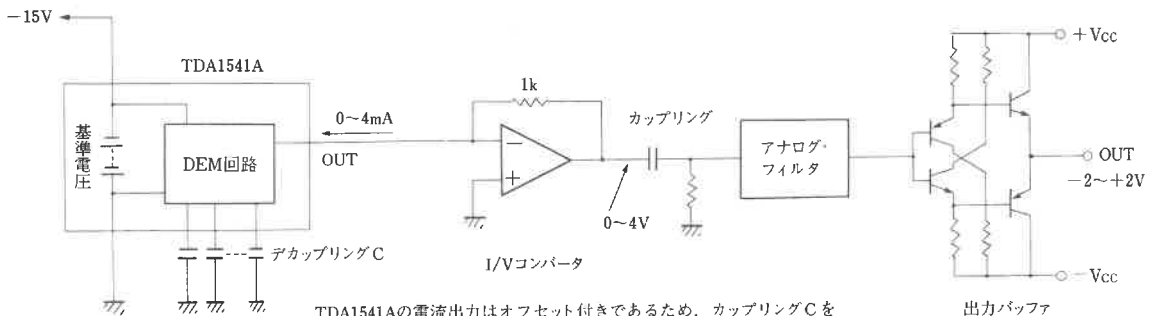 −15V
TDA1541A
基準電圧
DEM回路
0〜4mA
OUT
デカップリングC
1k
−
+
I/Vコンバータ
0〜4V
カップリング
アナログ・
フィルタ
+Vcc
OUT
−2〜+2V
−Vcc
出力バッファ
TDA1541Aの電流出力はオフセット付きであるため，カップリングCを